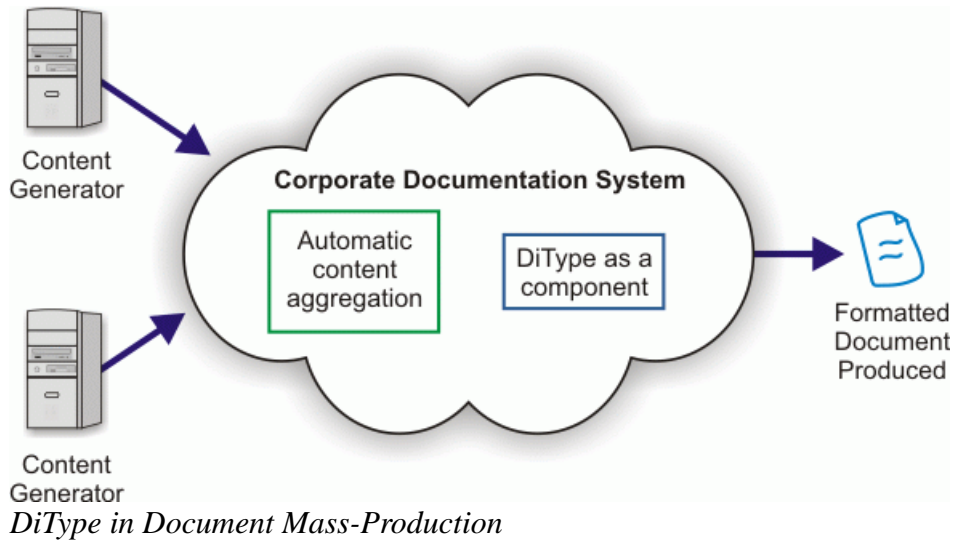 Content
Generator
Corporate Documentation System
Automatic
content
aggregation
DiType as a
component
Formatted
Document
Produced
Content
Generator
DiType in Document Mass-Production